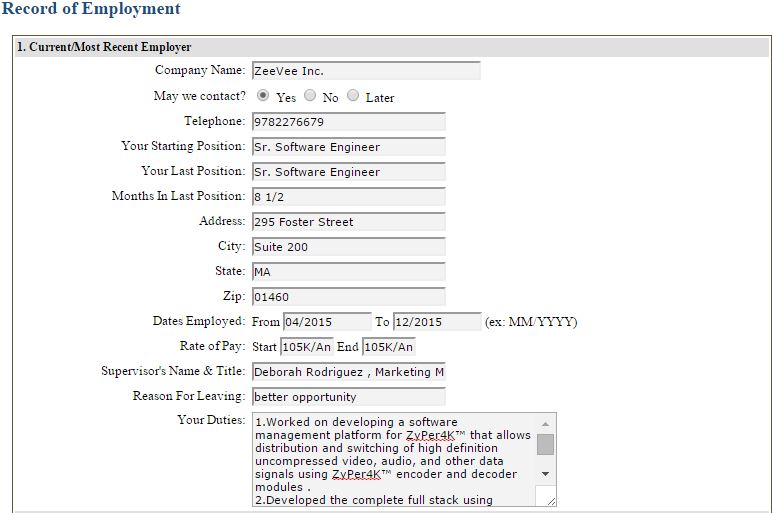 Record of Employment
1. Current/Most Recent Employer
Company Name: ZeeVee Inc.
May we contact? Yes No Later
Telephone: 9782276679
Your Starting Position: Sr. Software Engineer
Your Last Position: Sr. Software Engineer
Months In Last Position: 8 1/2
Address: 295 Foster Street
City: Suite 200
State: MA
Zip: 01460
Dates Employed: From 04/2015 To 12/2015 (ex: MM/YYYY)
Rate of Pay: Start 105K/An End 105K/An
Supervisor's Name & Title: Deborah Rodriguez , Marketing M
Reason For Leaving: better opportunity
Your Duties: 1.Worked on developing a software
management platform for ZyPer4K™ that allows
distribution and switching of high definition
uncompressed video, audio, and other data
signals using ZyPer4K™ encoder and decoder
modules .
2.Developed the complete full stack using